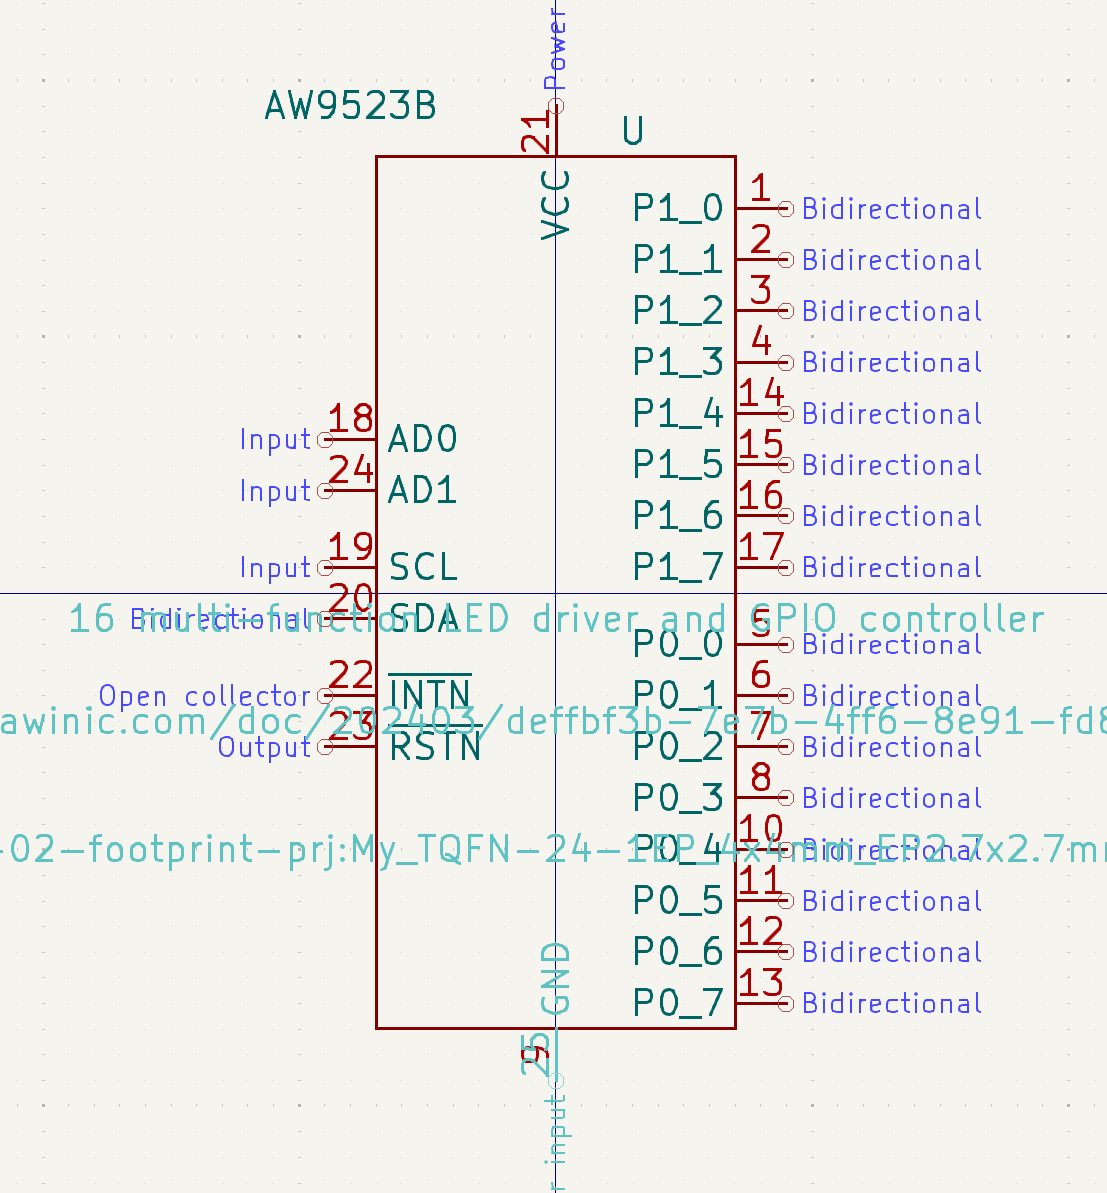 Power
AW9523B
21
U
VCC
P1_0 1 Bidirectional
P1_1 2 Bidirectional
P1_2 3 Bidirectional
P1_3 4 Bidirectional
P1_4 14 Bidirectional
Input 18 AD0
P1_5 15 Bidirectional
Input 24 AD1
P1_6 16 Bidirectional
Input 19 SCL
P1_7 17 Bidirectional
Bidirectional 20 SDA
16 multi-function LED driver and GPIO controller
P0_0 5 Bidirectional
Open collector 22 INTN
P0_1 6 Bidirectional
awinic.com/doc/202403/deffbf3b-7e7b-4ff6-8e91-fd8
Output 23 RSTN
P0_2 7 Bidirectional
P0_3 8 Bidirectional
P0_4 10 Bidirectional
-02-footprint-prj:My_TQFN-24-1EP_4x4mm_EP2.7x2.7m
P0_5 11 Bidirectional
P0_6 12 Bidirectional
P0_7 13 Bidirectional
GND
25
9
r input